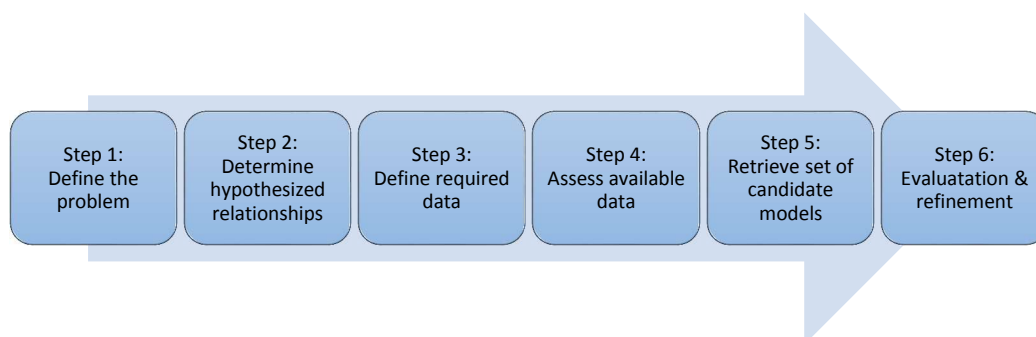 Step 1:
Define the
problem
Step 2:
Determine
hypothesized
relationships
Step 3:
Define required
data
Step 4:
Assess available
data
Step 5:
Retrieve set of
candidate
models
Step 6:
Evaluatation &
refinement